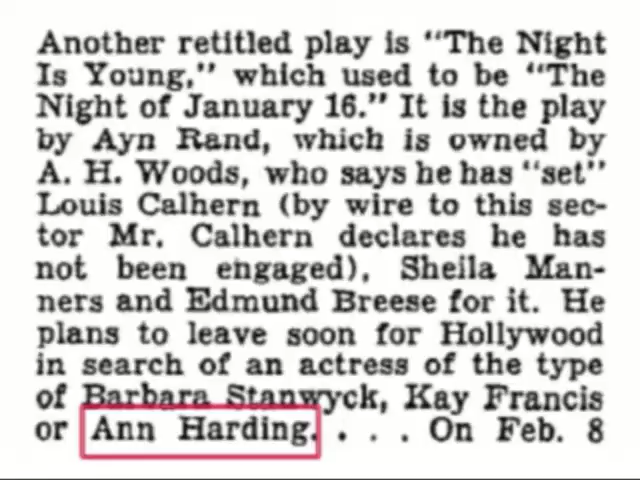 Another retitled play is "The Night
Is Young," which used to be "The
Night of January 16." It is the play
by Ayn Rand, which is owned by
A. H. Woods, who says he has "set"
Louis Calhern (by wire to this sec-
tor Mr. Calhern declares he has
not been engaged), Sheila Man-
ners and Edmund Breese for it. He
plans to leave soon for Hollywood
in search of an actress of the type
of Barbara Stanwyck, Kay Francis
or Ann Harding. . . . On Feb. 8